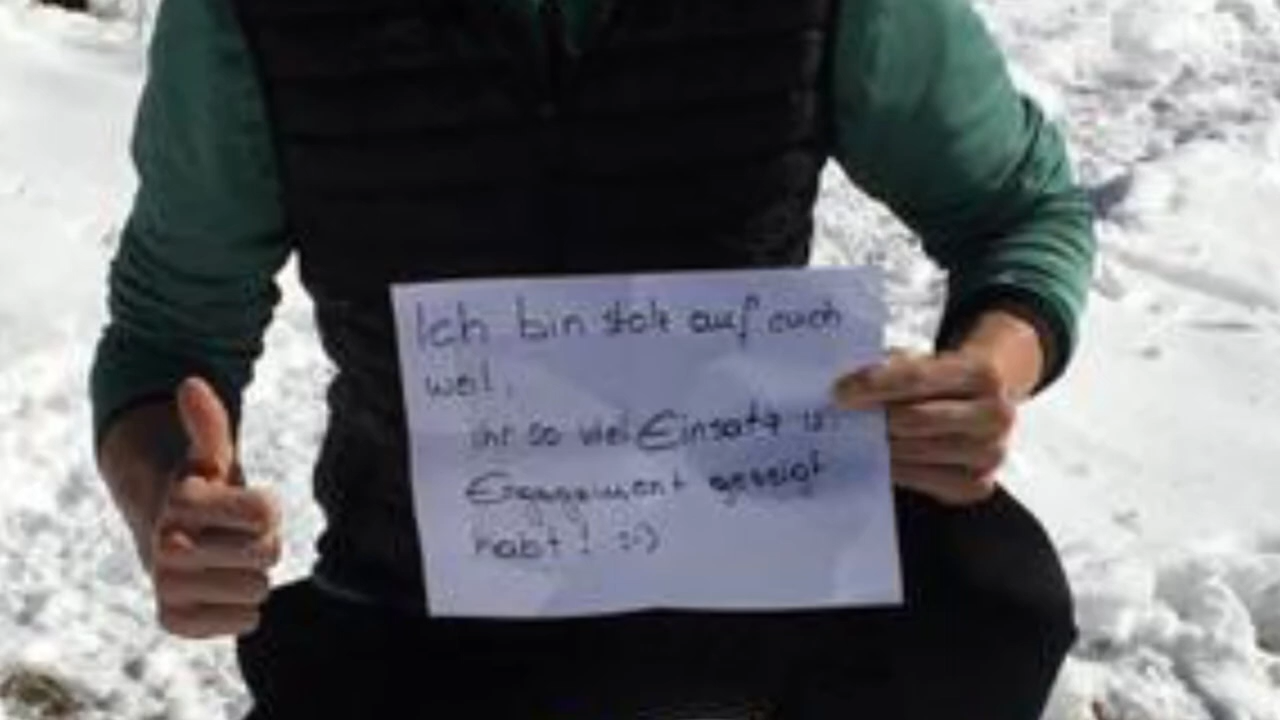 Ich bin stolz auf euch
weil,
ihr so viel Einsatz u.
Engagement gezeigt
habt! :-)